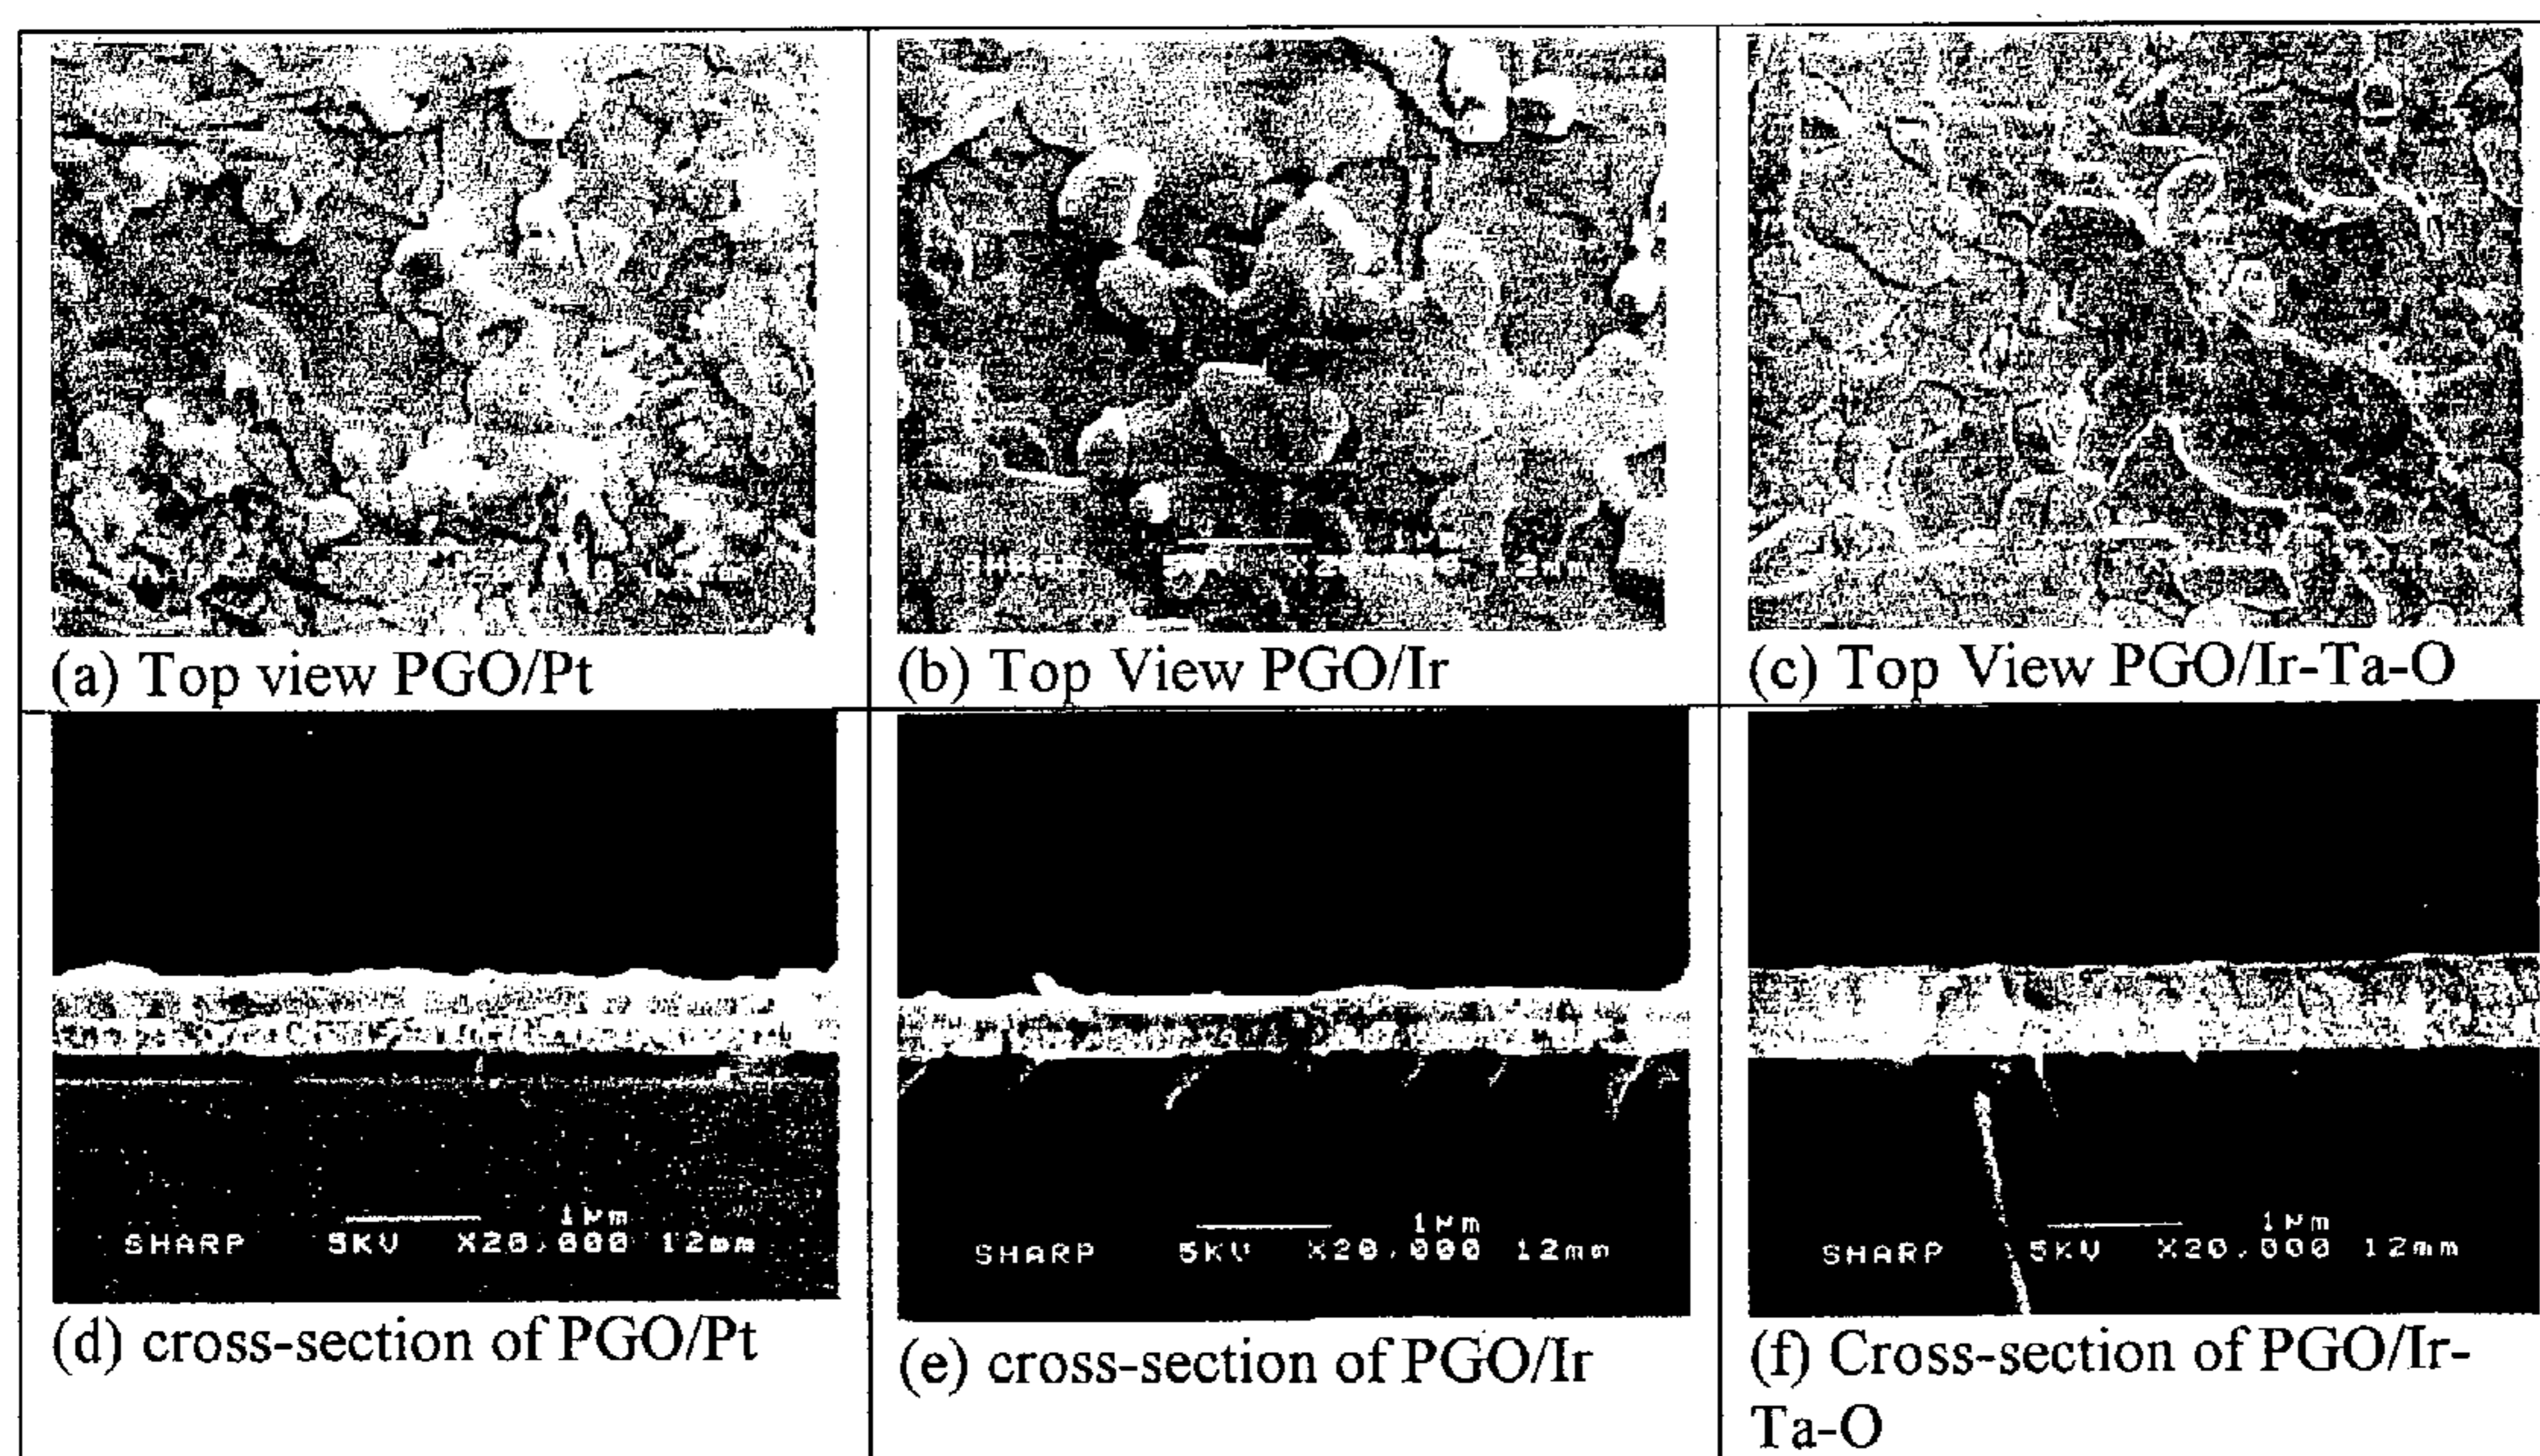 (a) Top view PGO/Pt
SHARP
(b) Top View PGO/Ir
(c) Top View PGO/Ir-Ta-O
1µm
SHARP 5KV X20,000 12mm
(d) cross-section of PGO/Pt
1µm
SHARP 5KV X20,000 12mm
(e) cross-section of PGO/Ir
1µm
SHARP 5KV X20,000 12mm
(f) Cross-section of PGO/Ir-
Ta-O